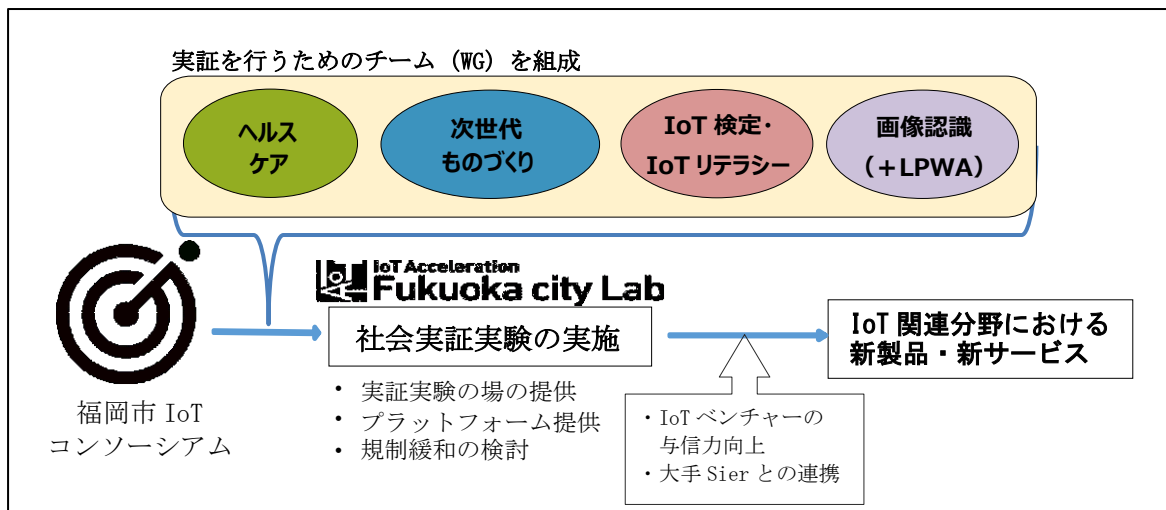 実証を行うためのチーム（WG）を組成
ヘルス
ケア
次世代
ものづくり
IoT 検定・
IoT リテラシー
画像認識
（＋LPWA）
IoT Acceleration
Fukuoka city Lab
社会実証実験の実施
IoT 関連分野における
新製品・新サービス
・ 実証実験の場の提供
・ プラットフォーム提供
・ 規制緩和の検討
福岡市 IoT
コンソーシアム
・IoT ベンチャーの
与信力向上
・大手 Sier との連携